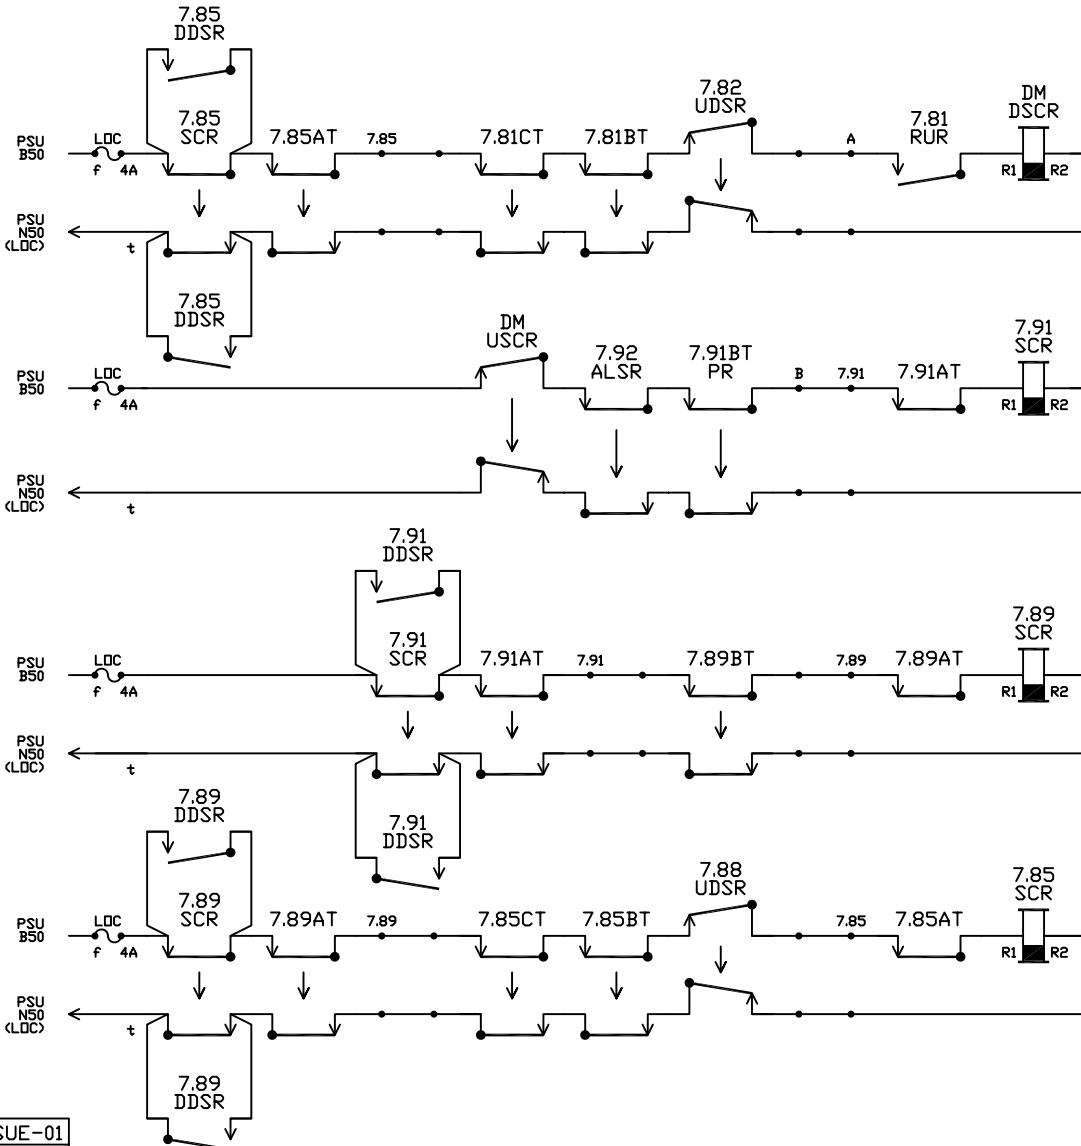 7.85
DDSR
7.85
SCR
7.85AT
7.85
7.81CT
7.81BT
7.82
UDSR
A
7.81
RUR
DM
DSCR
PSU
B50
LOC
f 4A
R1 R2
PSU
N50
(LOC)
t
7.85
DDSR
DM
USCR
7.92
ALSR
7.91BT
PR
B
7.91
7.91AT
7.91
SCR
PSU
B50
LOC
f 4A
R1 R2
PSU
N50
(LOC)
t
7.91
DDSR
7.91
SCR
7.91AT
7.91
7.89BT
7.89
7.89AT
7.89
SCR
PSU
B50
LOC
f 4A
R1 R2
PSU
N50
(LOC)
t
7.91
DDSR
7.89
DDSR
7.89
SCR
7.89AT
7.89
7.85CT
7.85BT
7.88
UDSR
7.85
7.85AT
7.85
SCR
PSU
B50
LOC
f 4A
R1 R2
PSU
N50
(LOC)
t
7.89
DDSR
SUE-01